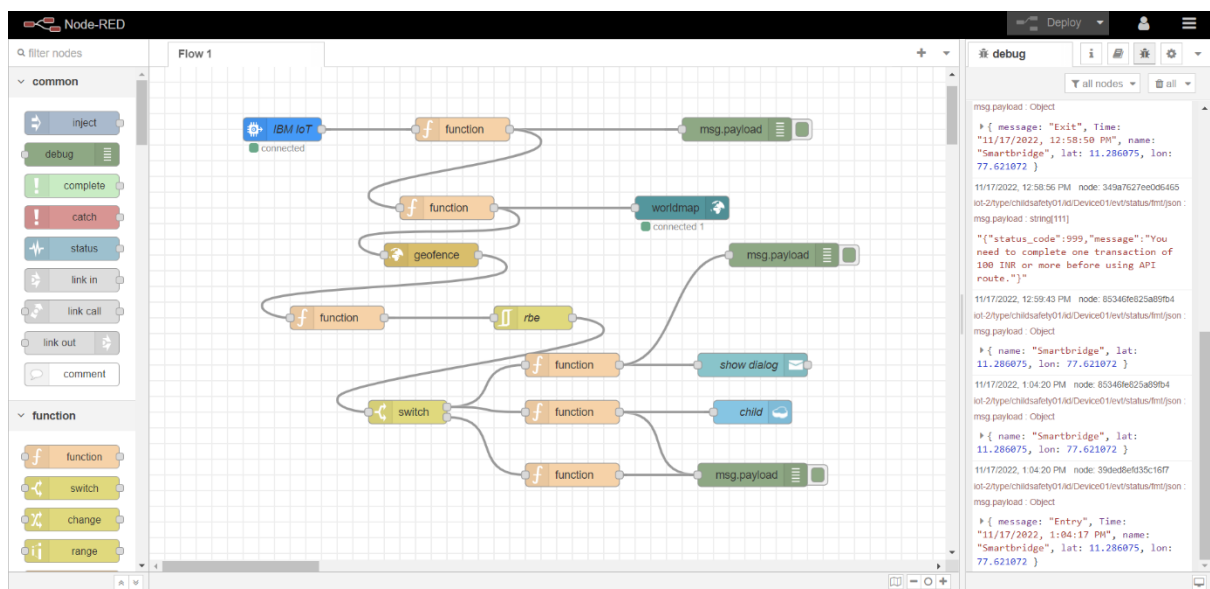 Node-RED
Deploy
filter nodes
Flow 1
debug
i
all nodes
all
common
inject
debug
complete
catch
status
link in
link call
link out
comment
function
function
switch
change
range
IBM IoT
connected
function
msg.payload
function
worldmap
connected 1
geofence
msg.payload
function
rbe
function
show dialog
switch
function
child
function
msg.payload
msg.payload : Object
{ message: "Exit", Time:
"11/17/2022, 12:58:50 PM", name:
"Smartbridge", lat: 11.286075, lon:
77.621072 }
11/17/2022, 12:58:56 PM node: 349a7627ee0d6465
iot-2/type/childsafety01/id/Device01/evt/status/fmt/json :
msg.payload : string[111]
"{"status_code":999,"message":"You
need to complete one transaction of
100 INR or more before using API
route."}"
11/17/2022, 12:59:43 PM node: 85346fe825a89fb4
iot-2/type/childsafety01/id/Device01/evt/status/fmt/json :
msg.payload : Object
{ name: "Smartbridge", lat:
11.286075, lon: 77.621072 }
11/17/2022, 1:04:20 PM node: 85346fe825a89fb4
iot-2/type/childsafety01/id/Device01/evt/status/fmt/json :
msg.payload : Object
{ name: "Smartbridge", lat:
11.286075, lon: 77.621072 }
11/17/2022, 1:04:20 PM node: 39ded8efd35c16f7
iot-2/type/childsafety01/id/Device01/evt/status/fmt/json :
msg.payload : Object
{ message: "Entry", Time:
"11/17/2022, 1:04:17 PM", name:
"Smartbridge", lat: 11.286075, lon:
77.621072 }